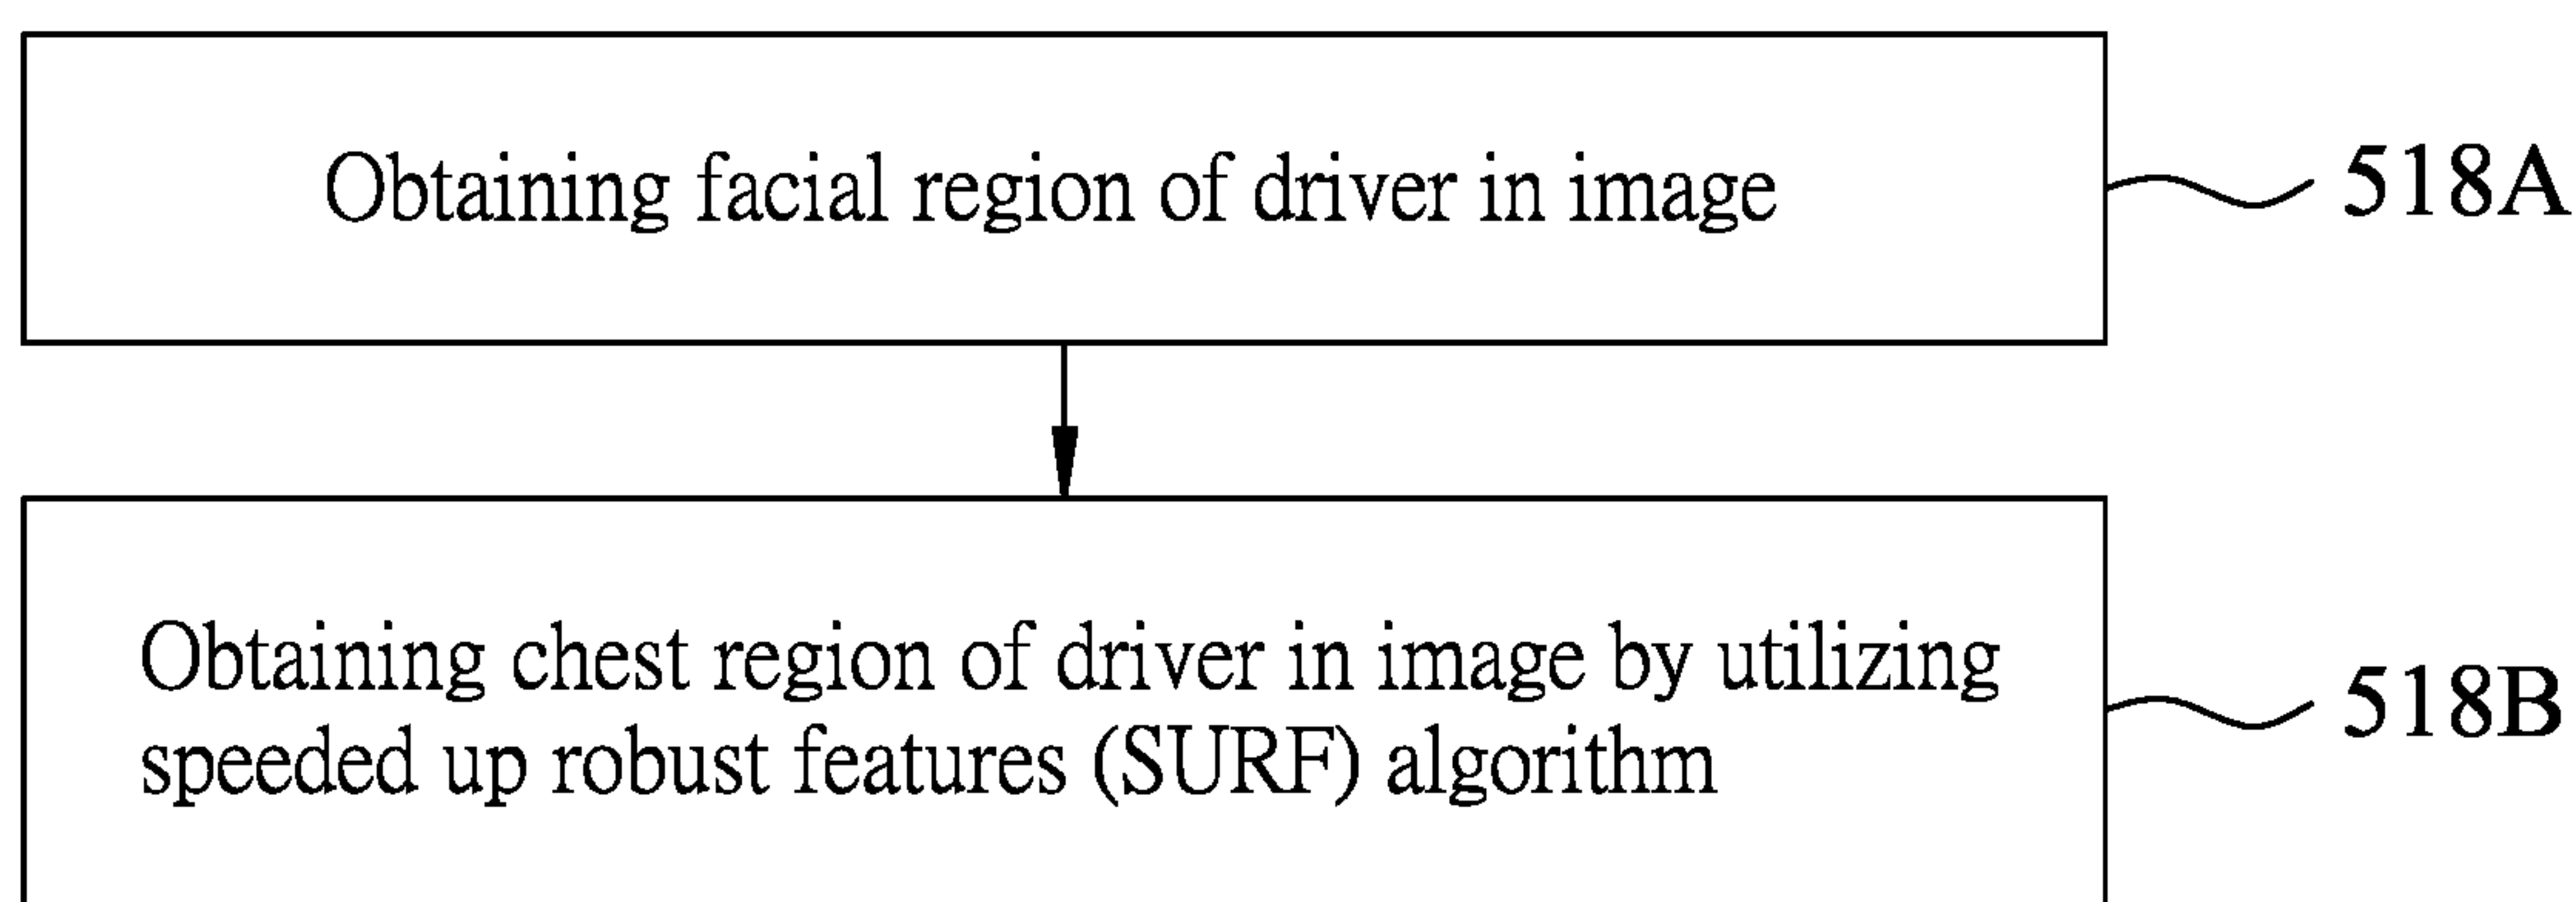 Obtaining facial region of driver in image
518A
Obtaining chest region of driver in image by utilizing
speeded up robust features (SURF) algorithm
518B